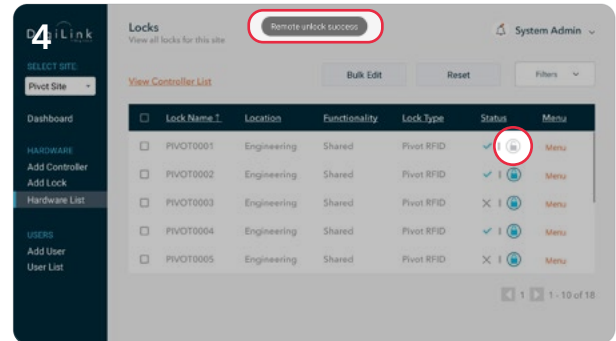 4
DigiLink
Locks
View all locks for this site
Remote unlock success
System Admin
SELECT SITE:
Pivot Site
View Controller List
Bulk Edit
Reset
Filters
Dashboard
HARDWARE
Add Controller
Add Lock
Hardware List
USERS
Add User
User List
Lock Name ↑ Location Functionality Lock Type Status Menu
PIVOT0001 Engineering Shared Pivot RFID Menu
PIVOT0002 Engineering Shared Pivot RFID Menu
PIVOT0003 Engineering Shared Pivot RFID Menu
PIVOT0004 Engineering Shared Pivot RFID Menu
PIVOT0005 Engineering Shared Pivot RFID Menu
1 1 - 10 of 18